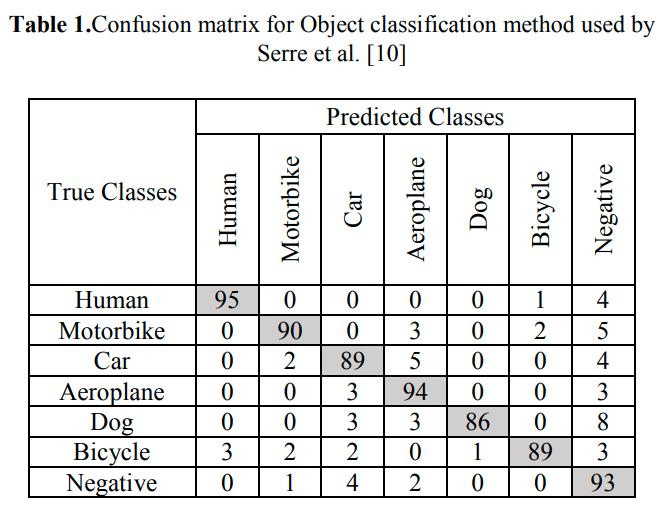 Table 1.Confusion matrix for Object classification method used by
Serre et al. [10]
True Classes
Predicted Classes
Human Motorbike Car Aeroplane Dog Bicycle Negative
Human 95 0 0 0 0 1 4
Motorbike 0 90 0 3 0 2 5
Car 0 2 89 5 0 0 4
Aeroplane 0 0 3 94 0 0 3
Dog 0 0 3 3 86 0 8
Bicycle 3 2 2 0 1 89 3
Negative 0 1 4 2 0 0 93